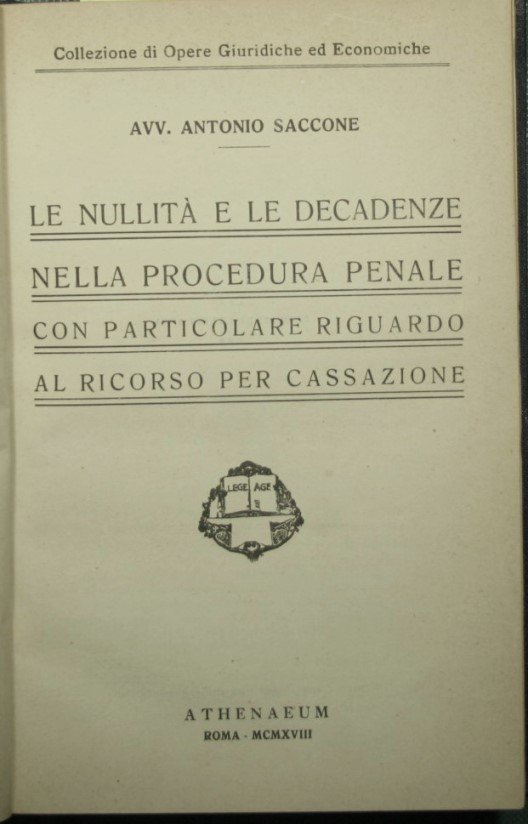 Collezione di Opere Giuridiche ed Economiche
AVV. ANTONIO SACCONE
LE NULLITÀ E LE DECADENZE
NELLA PROCEDURA PENALE
CON PARTICOLARE RIGUARDO
AL RICORSO PER CASSAZIONE
LEGE AGE
ATHENAEUM
ROMA - MCMXVIII